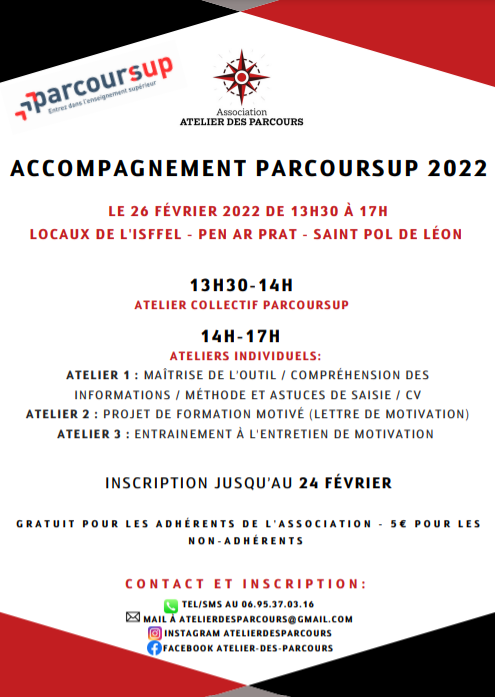 parcoursup
Entrez dans l'enseignement supérieur
Association
ATELIER DES PARCOURS
ACCOMPAGNEMENT PARCOURSUP 2022
LE 26 FÉVRIER 2022 DE 13H30 À 17H
LOCAUX DE L'ISFFEL - PEN AR PRAT - SAINT POL DE LÉON
13H30-14H
ATELIER COLLECTIF PARCOURSUP
14H-17H
ATELIERS INDIVIDUELS:
ATELIER 1 : MAÎTRISE DE L'OUTIL / COMPRÉHENSION DES
INFORMATIONS / MÉTHODE ET ASTUCES DE SAISIE / CV
ATELIER 2 : PROJET DE FORMATION MOTIVÉ (LETTRE DE MOTIVATION)
ATELIER 3 : ENTRAINEMENT À L'ENTRETIEN DE MOTIVATION
INSCRIPTION JUSQU'AU 24 FÉVRIER
GRATUIT POUR LES ADHÉRENTS DE L'ASSOCIATION - 5€ POUR LES
NON-ADHÉRENTS
CONTACT ET INSCRIPTION:
TEL/SMS AU 06.95.37.03.16
MAIL À ATELIERDESPARCOURS@GMAIL.COM
INSTAGRAM ATELIERDESPARCOURS
FACEBOOK ATELIER-DES-PARCOURS